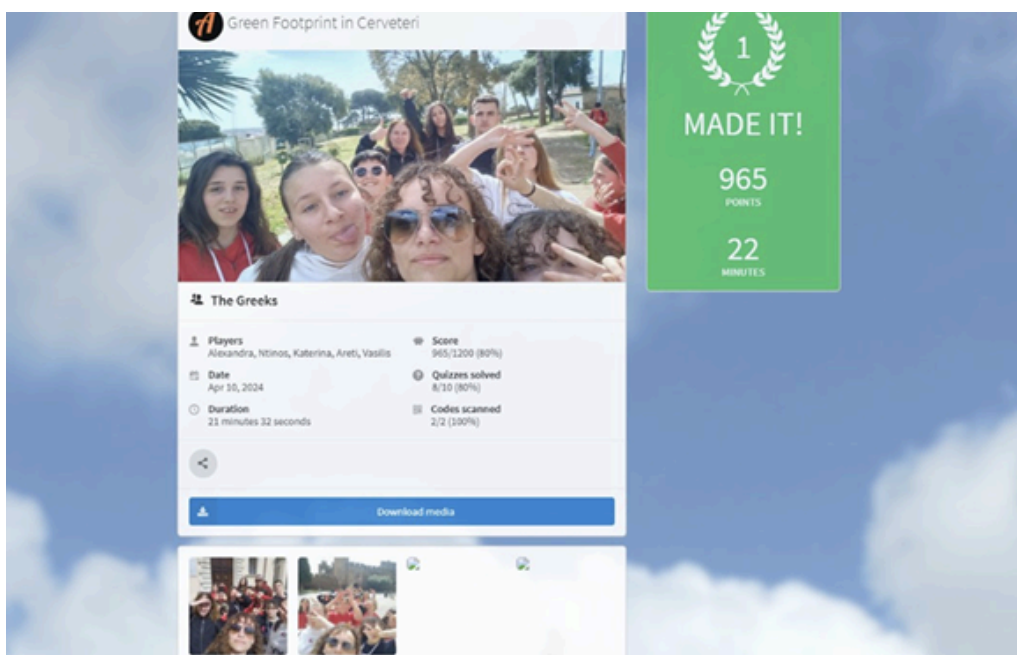 A Green Footprint in Cerveteri
1
MADE IT!
965
POINTS
22
MINUTES
The Greeks
Players
Alexandra, Ntinos, Katerina, Areti, Vasilis
Score
965/1200 (80%)
Date
Apr 10, 2024
Quizzes solved
8/10 (80%)
Duration
21 minutes 32 seconds
Codes scanned
2/2 (100%)
Download media